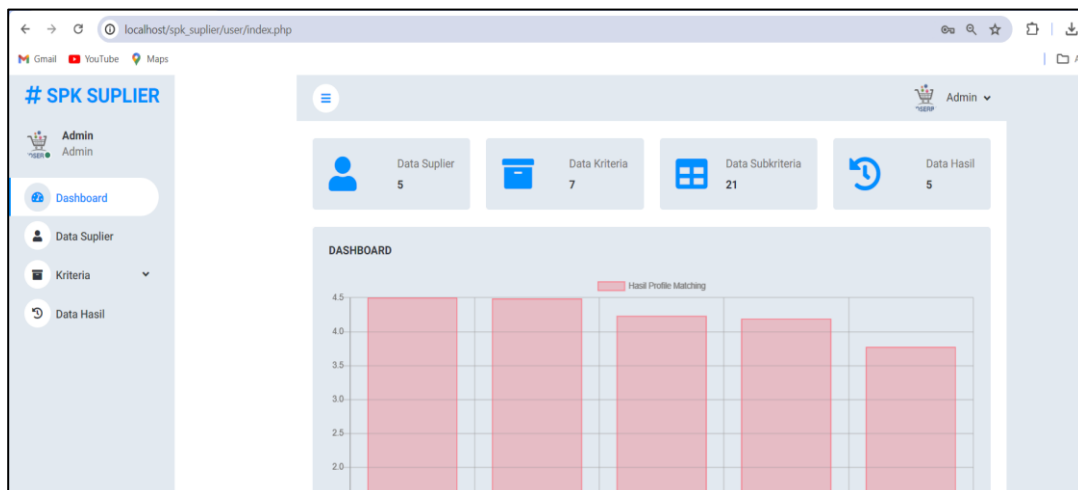 localhost/spk_suplier/user/index.php
Gmail YouTube Maps
# SPK SUPLIER
Admin
Admin
Dashboard
Data Suplier
Kriteria
Data Hasil
Admin
Data Suplier
5
Data Kriteria
7
Data Subkriteria
21
Data Hasil
5
DASHBOARD
Hasil Profile Matching
4.5
4.0
3.5
3.0
2.5
2.0